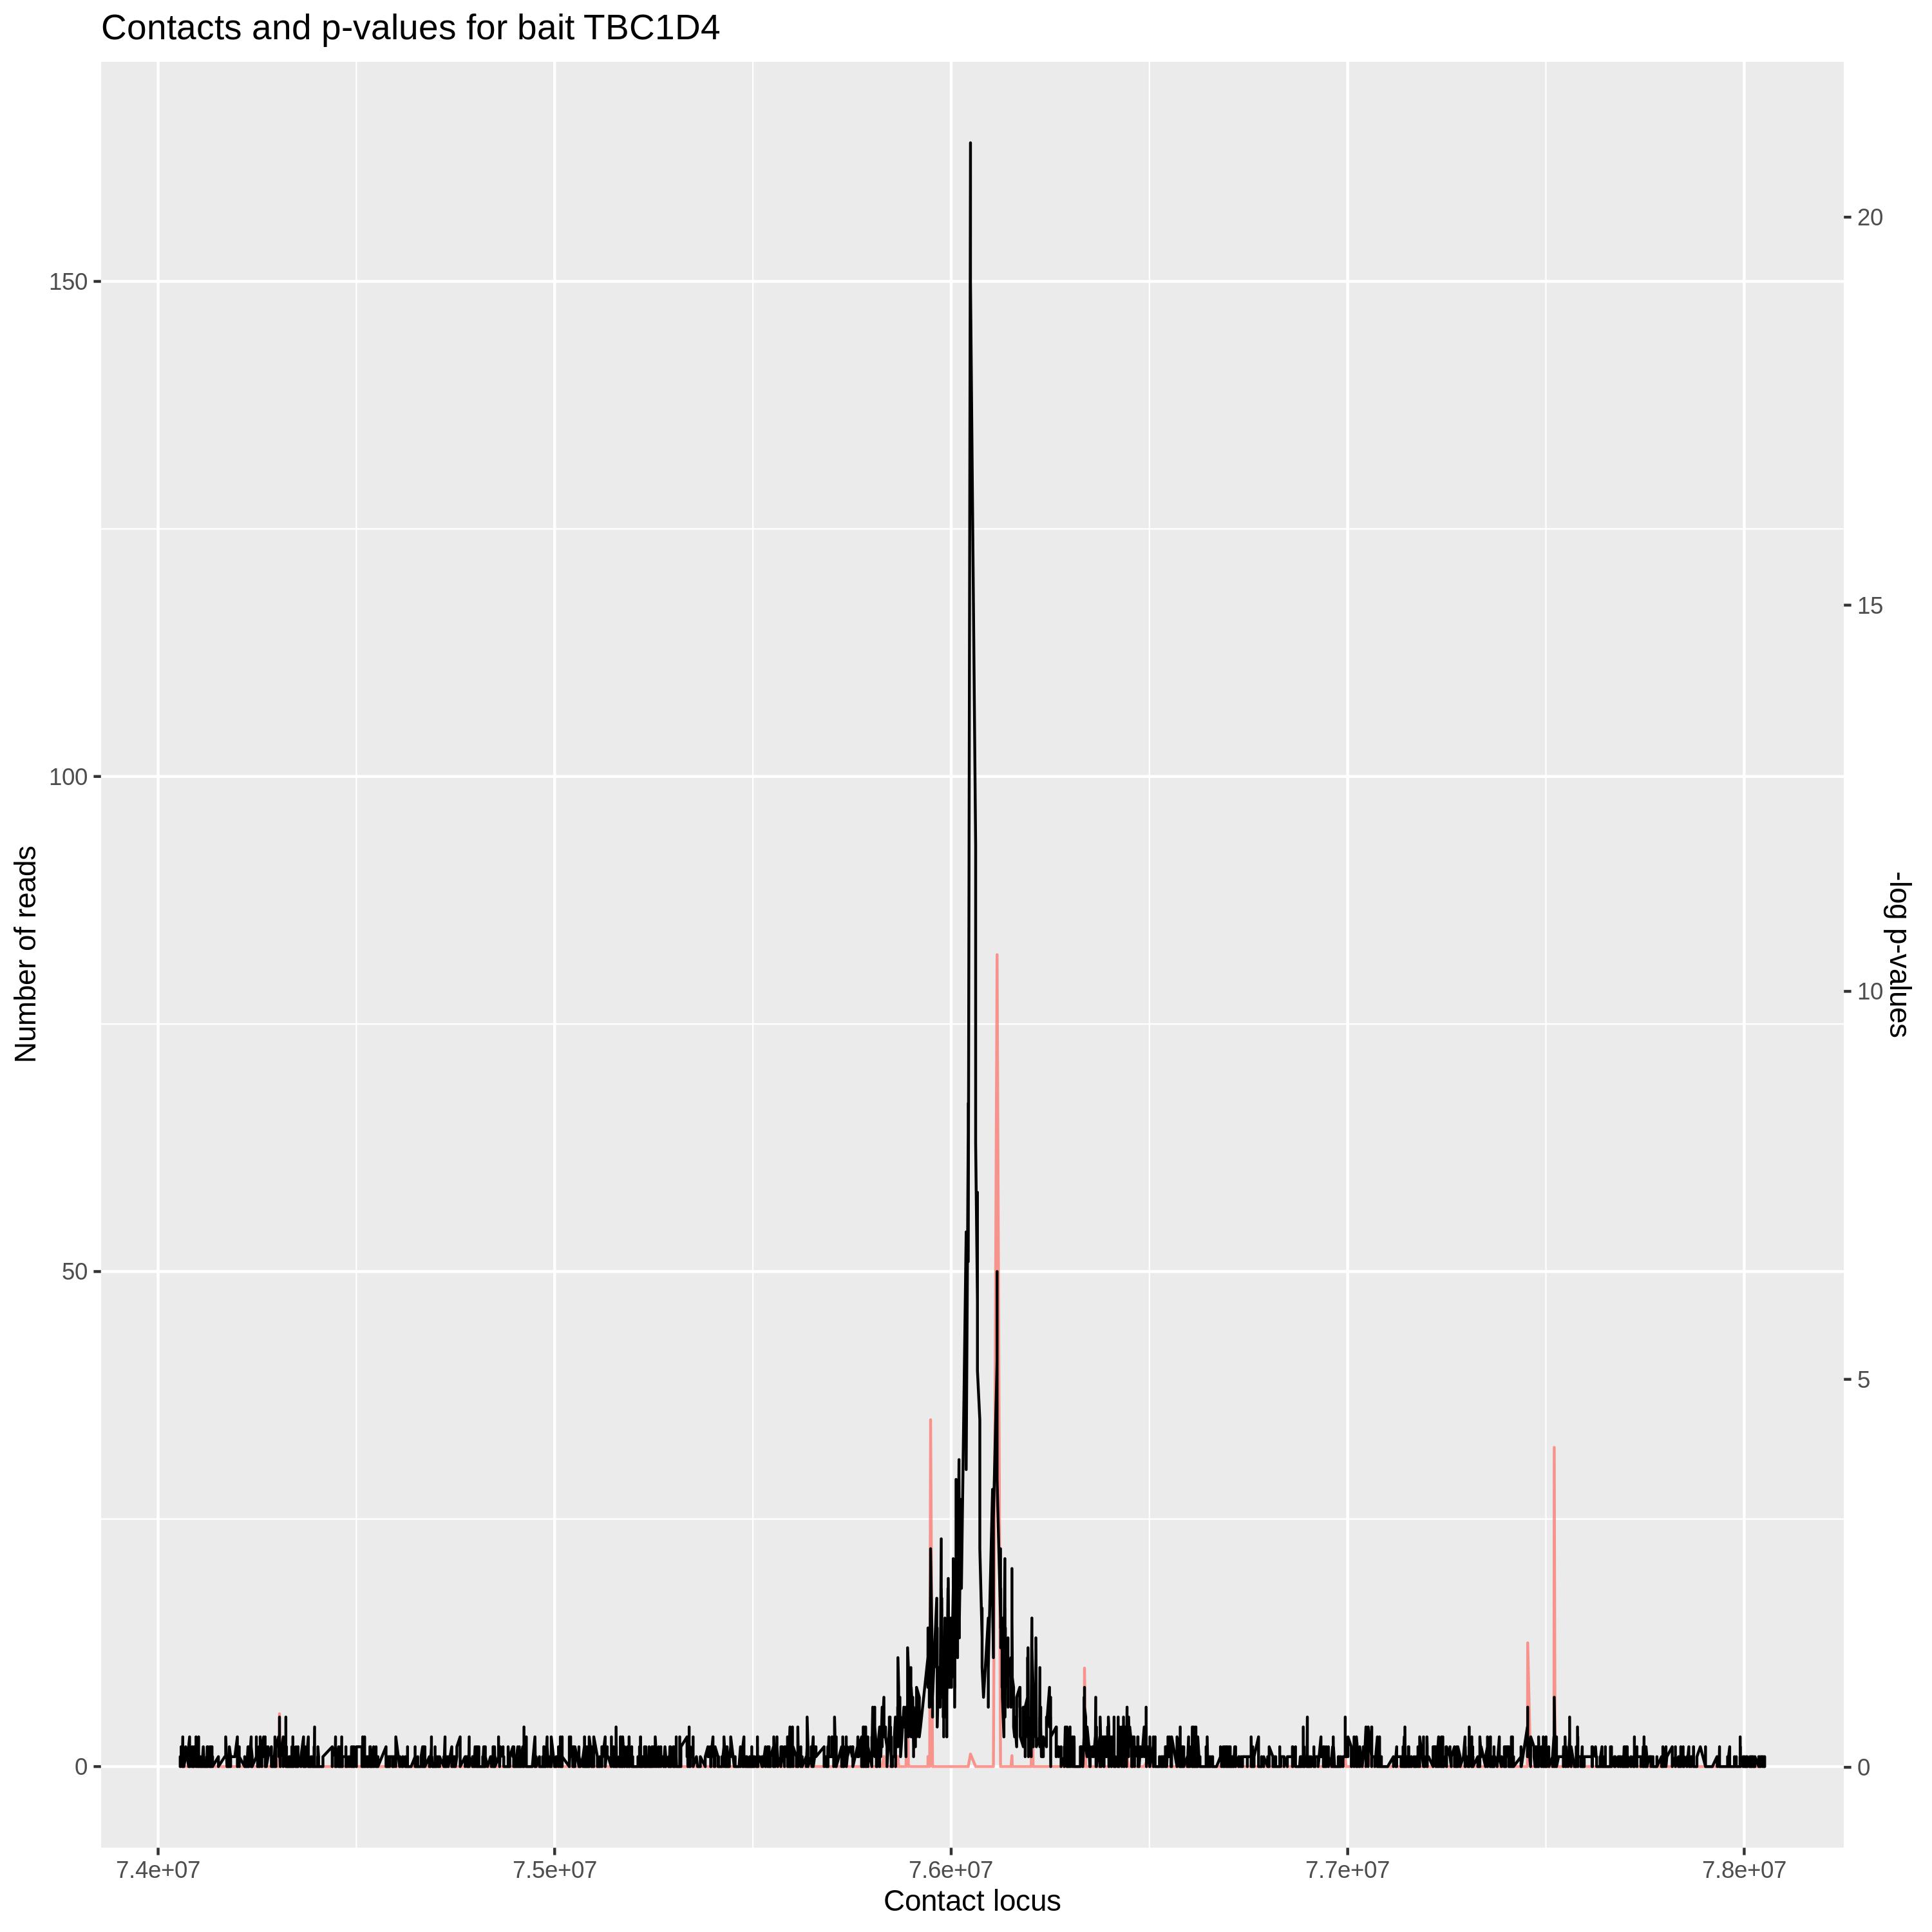 Contacts and p-values for bait TBC1D4
Number of reads
150
100
50
0
20
15
10
5
0
-log p-values
7.4e+07
7.5e+07
7.6e+07
7.7e+07
7.8e+07
Contact locus